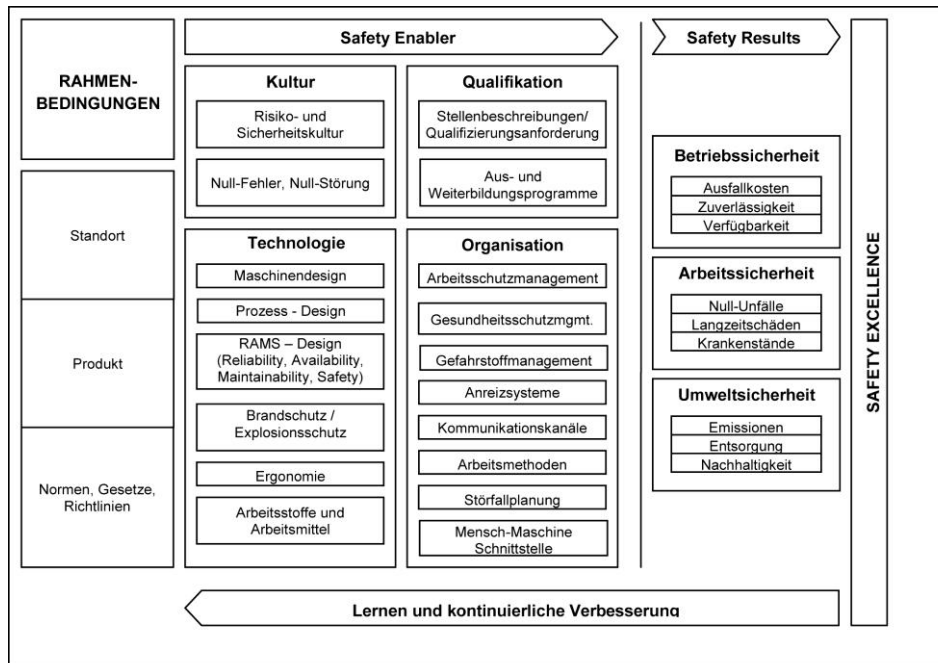 RAHMEN-
BEDINGUNGEN
Standort
Produkt
Normen, Gesetze,
Richtlinien
Safety Enabler
Kultur
Risiko- und
Sicherheitskultur
Null-Fehler, Null-Störung
Qualifikation
Stellenbeschreibungen/
Qualifizierungsanforderung
Aus- und
Weiterbildungsprogramme
Technologie
Maschinendesign
Prozess - Design
RAMS – Design
(Reliability, Availability,
Maintainability, Safety)
Brandschutz /
Explosionsschutz
Ergonomie
Arbeitsstoffe und
Arbeitsmittel
Organisation
Arbeitsschutzmanagement
Gesundheitsschutzmgmt.
Gefahrstoffmanagement
Anreizsysteme
Kommunikationskanäle
Arbeitsmethoden
Störfallplanung
Mensch-Maschine
Schnittstelle
Safety Results
Betriebssicherheit
Ausfallkosten
Zuverlässigkeit
Verfügbarkeit
Arbeitssicherheit
Null-Unfälle
Langzeitschäden
Krankenstände
Umweltsicherheit
Emissionen
Entsorgung
Nachhaltigkeit
SAFETY EXCELLENCE
Lernen und kontinuierliche Verbesserung